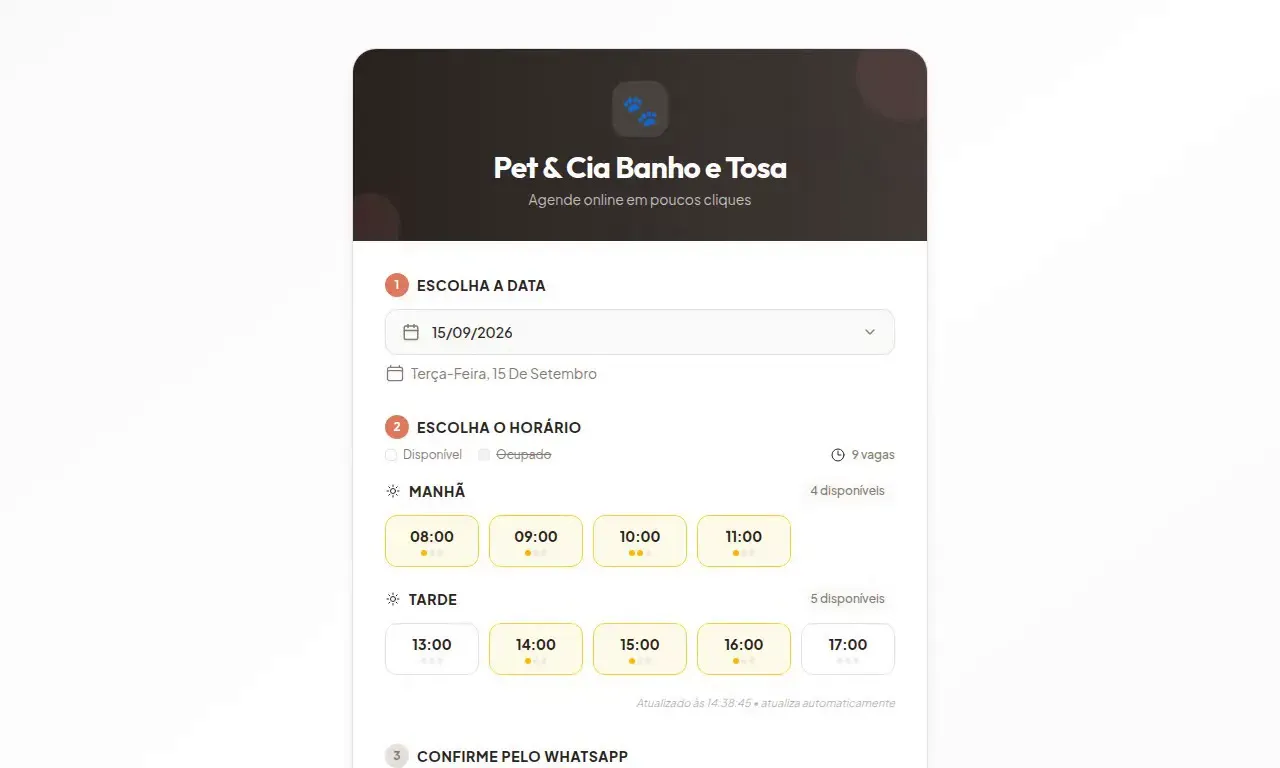 Pet & Cia Banho e Tosa
Agende online em poucos cliques
1 ESCOLHA A DATA
15/09/2026
Terça-Feira, 15 De Setembro
2 ESCOLHA O HORÁRIO
Disponível Ocupado 9 vagas
MANHÃ 4 disponíveis
08:00 09:00 10:00 11:00
TARDE 5 disponíveis
13:00 14:00 15:00 16:00 17:00
Atualizado às 14:38:45 • atualiza automaticamente
3 CONFIRME PELO WHATSAPP